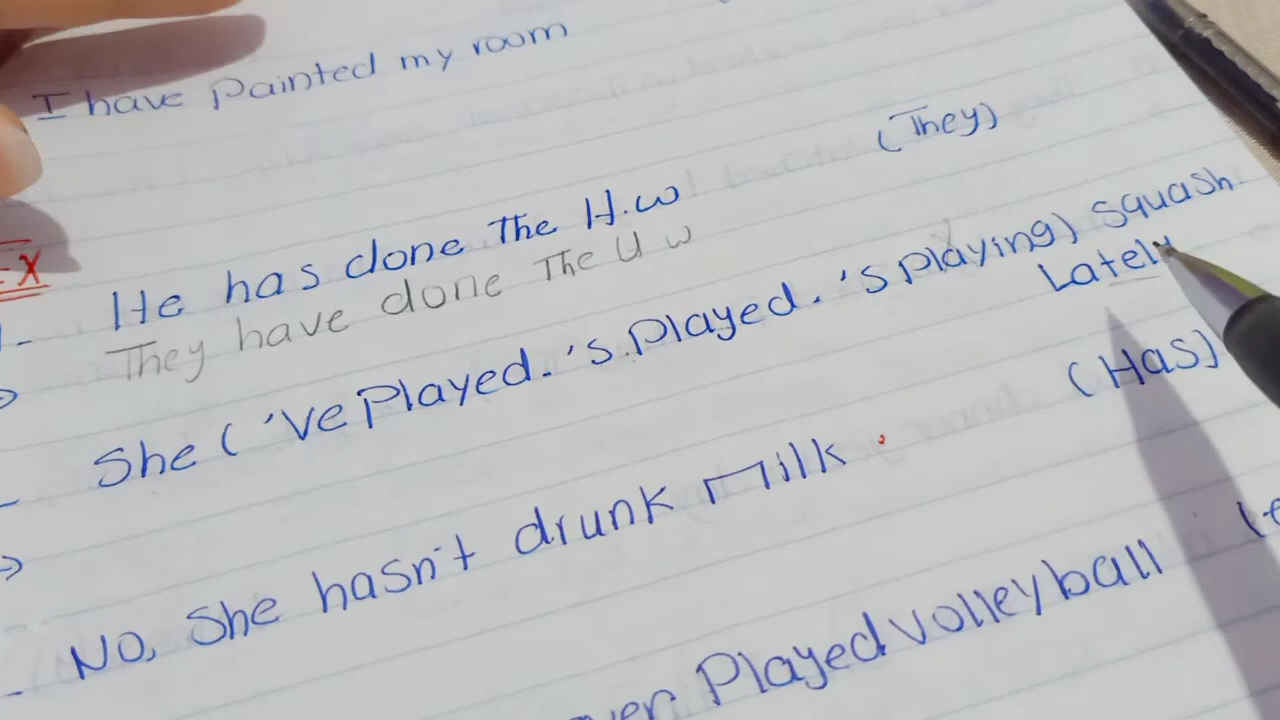 I have Painted my room
(They)
He has done the H.w
They have done The H w
She ('ve Played. 's Played. 's Playing) Squash
Lately
(Has)
No, She hasn't drunk Milk.
Played volleyball